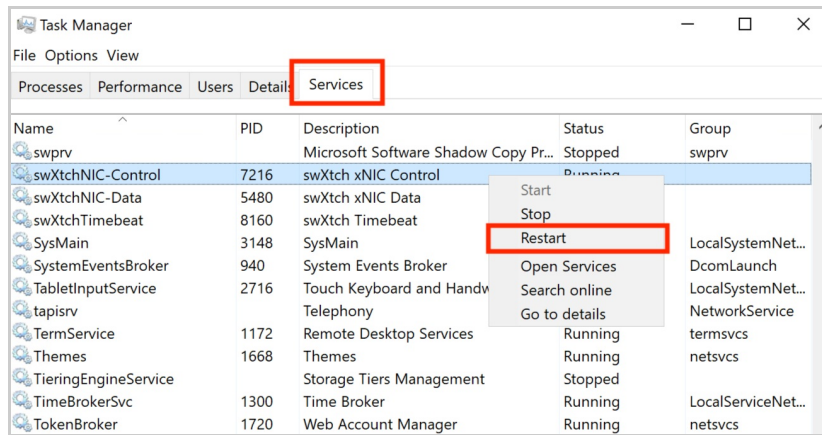 Task Manager
File Options View
Processes Performance Users Details Services
Name PID Description Status Group
swprv Microsoft Software Shadow Copy Pr... Stopped swprv
swXtchNIC-Control 7216 swXtch xNIC Control Running
swXtchNIC-Data 5480 swXtch xNIC Data
swXtchTimebeat 8160 swXtch Timebeat
SysMain 3148 SysMain LocalSystemNet...
SystemEventsBroker 940 System Events Broker DcomLaunch
TabletInputService 2716 Touch Keyboard and Handw LocalSystemNet...
tapisrv Telephony NetworkService
TermService 1172 Remote Desktop Services Running termsvcs
Themes 1668 Themes Running netsvcs
TieringEngineService Storage Tiers Management Stopped
TimeBrokerSvc 1300 Time Broker Running LocalServiceNet...
TokenBroker 1720 Web Account Manager Running netsvcs
Start
Stop
Restart
Open Services
Search online
Go to details